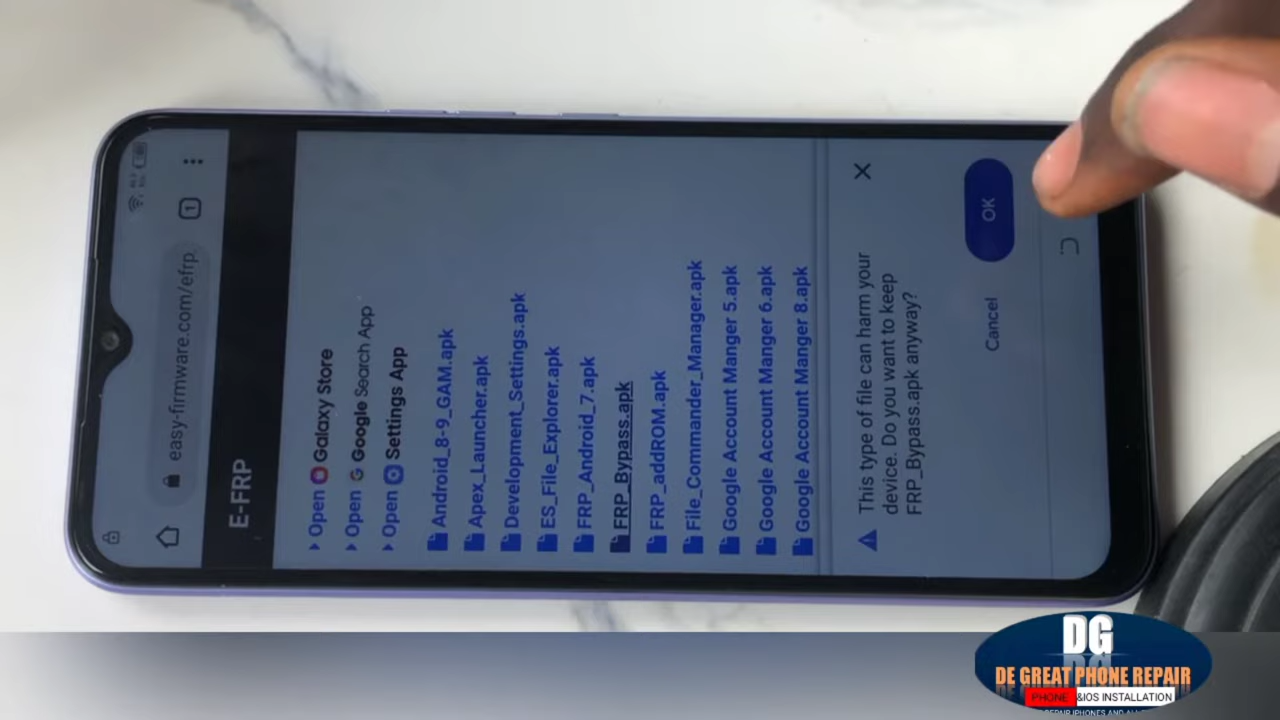 1
easy-firmware.com/efrp
E-FRP
Open Galaxy Store
Open Google Search App
Open Settings App
Android_8-9_GAM.apk
Apex_Launcher.apk
Development_Settings.apk
ES_File_Explorer.apk
FRP_Android_7.apk
FRP_Bypass.apk
FRP_addROM.apk
File_Commander_Manager.apk
Google Account Manger 5.apk
Google Account Manger 6.apk
Google Account Manger 8.apk
This type of file can harm your
device. Do you want to keep
FRP_Bypass.apk anyway?
Cancel
OK
DG
DE GREAT PHONE REPAIR
PHONE &IOS INSTALLATION